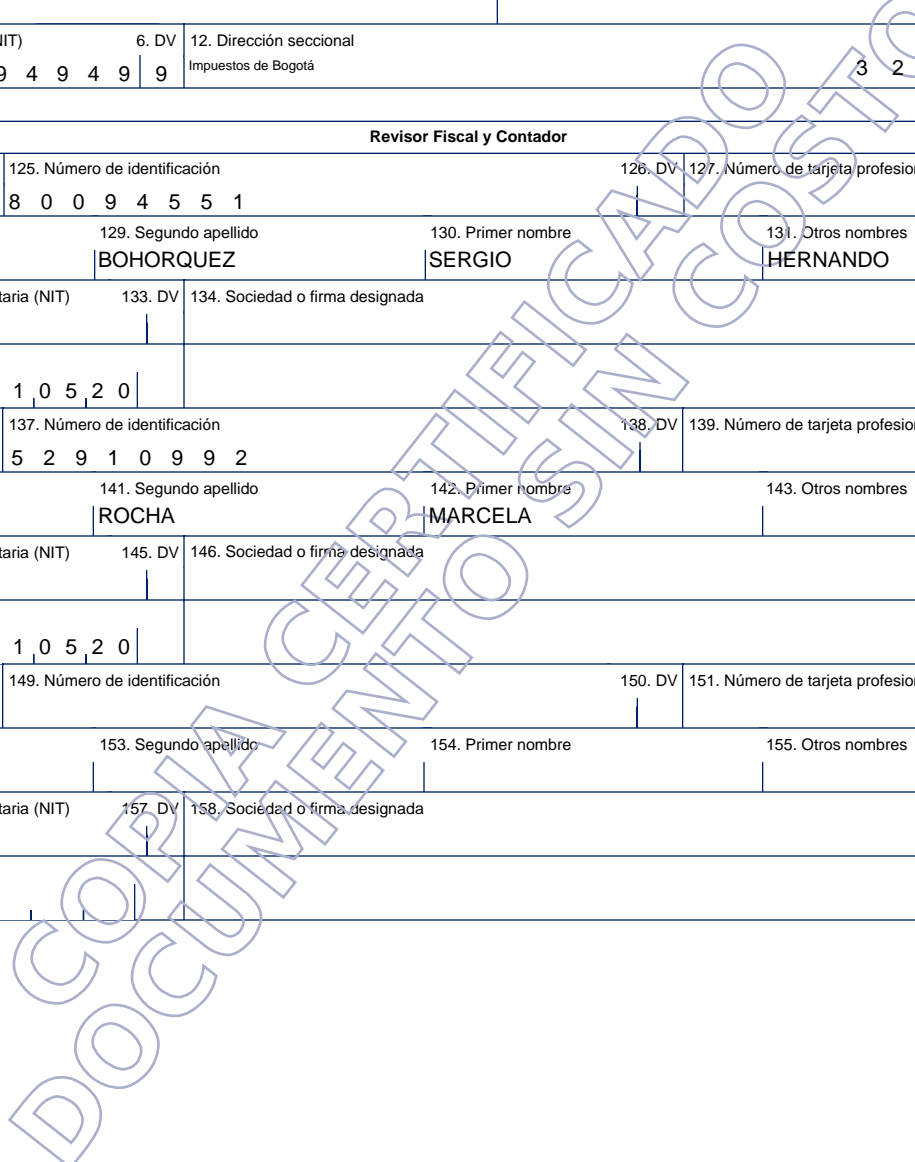 NIT) 6. DV 12. Dirección seccional
9 4 9 4 9 9 Impuestos de Bogotá 3 2
Revisor Fiscal y Contador
125. Número de identificación 126. DV 127. Número de tarjeta profesion
8 0 0 9 4 5 5 1
129. Segundo apellido 130. Primer nombre 131. Otros nombres
BOHORQUEZ SERGIO HERNANDO
taria (NIT) 133. DV 134. Sociedad o firma designada
1 0 5 2 0
137. Número de identificación 138. DV 139. Número de tarjeta profesion
5 2 9 1 0 9 9 2
141. Segundo apellido 142. Primer nombre 143. Otros nombres
ROCHA MARCELA
taria (NIT) 145. DV 146. Sociedad o firma designada
1 0 5 2 0
149. Número de identificación 150. DV 151. Número de tarjeta profesion
153. Segundo apellido 154. Primer nombre 155. Otros nombres
taria (NIT) 157. DV 158. Sociedad o firma designada
COPIA CERTIFICADO
DOCUMENTO SIN COSTO